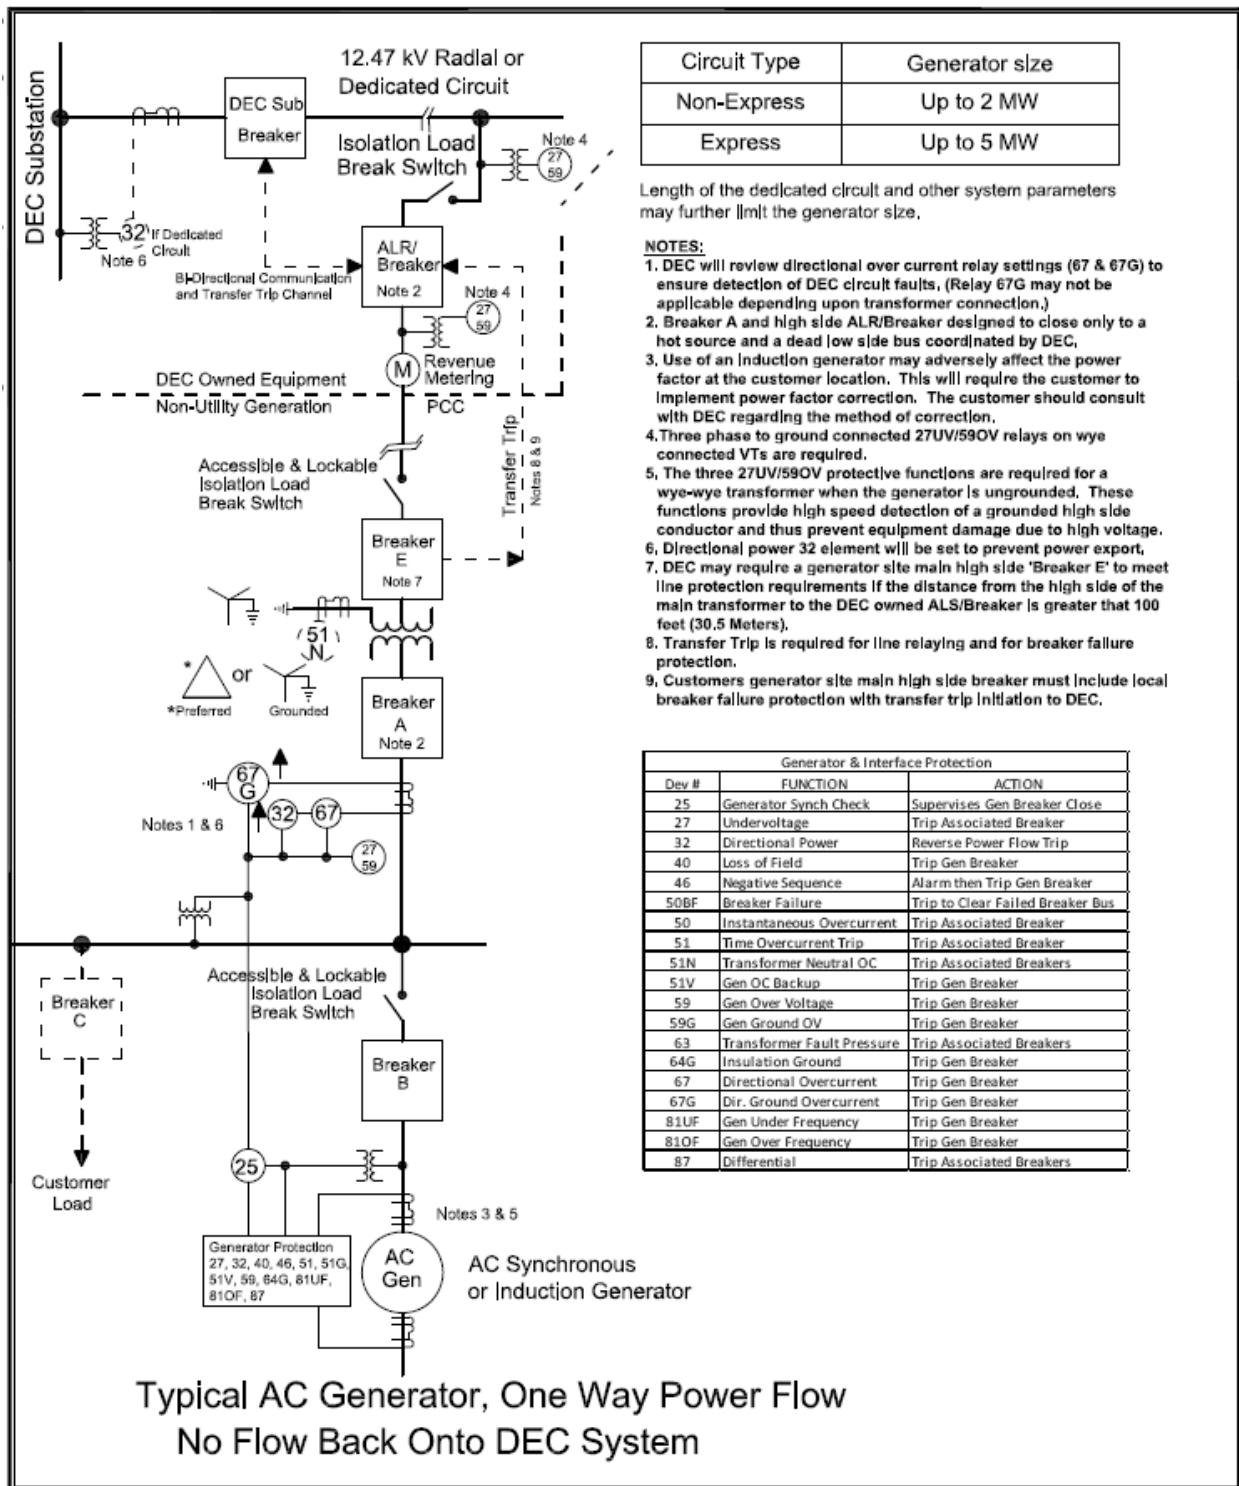 12.47 kV Radial or
Dedicated Circuit
DEC Substation
DEC Sub
Breaker
Isolation Load
Break Switch
Note 4
27
59
32
If Dedicated
Circuit
Note 6
Bi-Directional Communication
and Transfer Trip Channel
ALR/
Breaker
Note 2
Note 4
27
59
M
Revenue
Metering
DEC Owned Equipment
Non-Utility Generation
PCC
Transfer Trip
Notes 8 & 9
Accessible & Lockable
Isolation Load
Break Switch
Breaker
E
Note 7
51
N
* or
*Preferred
Grounded
Breaker
A
Note 2
67
G
32
67
Notes 1 & 6
27
59
Accessible & Lockable
Isolation Load
Break Switch
Breaker
C
Customer
Load
Breaker
B
25
Notes 3 & 5
Generator Protection
27, 32, 40, 46, 51, 51G,
51V, 59, 64G, 81UF,
81OF, 87
AC
Gen
AC Synchronous
or Induction Generator
Circuit Type Generator size
Non-Express Up to 2 MW
Express Up to 5 MW
Length of the dedicated circuit and other system parameters
may further limit the generator size.
NOTES:
1. DEC will review directional over current relay settings (67 & 67G) to
ensure detection of DEC circuit faults. (Relay 67G may not be
applicable depending upon transformer connection.)
2. Breaker A and high side ALR/Breaker designed to close only to a
hot source and a dead low side bus coordinated by DEC.
3. Use of an induction generator may adversely affect the power
factor at the customer location. This will require the customer to
implement power factor correction. The customer should consult
with DEC regarding the method of correction.
4. Three phase to ground connected 27UV/59OV relays on wye
connected VTs are required.
5. The three 27UV/59OV protective functions are required for a
wye-wye transformer when the generator is ungrounded. These
functions provide high speed detection of a grounded high side
conductor and thus prevent equipment damage due to high voltage.
6. Directional power 32 element will be set to prevent power export.
7. DEC may require a generator site main high side 'Breaker E' to meet
line protection requirements if the distance from the high side of the
main transformer to the DEC owned ALS/Breaker is greater that 100
feet (30.5 Meters).
8. Transfer Trip is required for line relaying and for breaker failure
protection.
9. Customers generator site main high side breaker must include local
breaker failure protection with transfer trip initiation to DEC.
Generator & Interface Protection
Dev # FUNCTION ACTION
25 Generator Synch Check Supervises Gen Breaker Close
27 Undervoltage Trip Associated Breaker
32 Directional Power Reverse Power Flow Trip
40 Loss of Field Trip Gen Breaker
46 Negative Sequence Alarm then Trip Gen Breaker
50BF Breaker Failure Trip to Clear Failed Breaker Bus
50 Instantaneous Overcurrent Trip Associated Breaker
51 Time Overcurrent Trip Trip Associated Breaker
51N Transformer Neutral OC Trip Associated Breakers
51V Gen OC Backup Trip Gen Breaker
59 Gen Over Voltage Trip Gen Breaker
59G Gen Ground OV Trip Gen Breaker
63 Transformer Fault Pressure Trip Associated Breakers
64G Insulation Ground Trip Gen Breaker
67 Directional Overcurrent Trip Gen Breaker
67G Dir. Ground Overcurrent Trip Gen Breaker
81UF Gen Under Frequency Trip Gen Breaker
81OF Gen Over Frequency Trip Gen Breaker
87 Differential Trip Associated Breakers
Typical AC Generator, One Way Power Flow
No Flow Back Onto DEC System